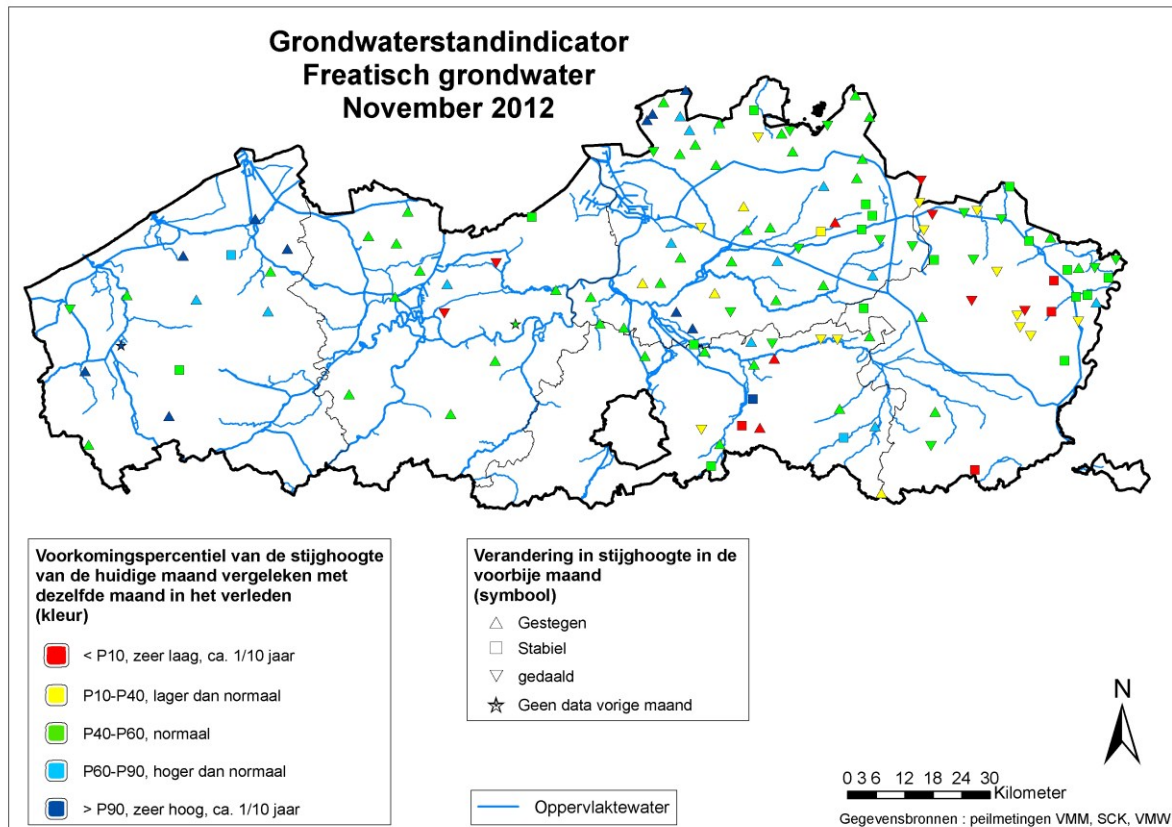 Grondwaterstandindicator
Freatisch grondwater
November 2012
Voorkomingspercentiel van de stijghoogte
van de huidige maand vergeleken met
dezelfde maand in het verleden
(kleur)
< P10, zeer laag, ca. 1/10 jaar
P10-P40, lager dan normaal
P40-P60, normaal
P60-P90, hoger dan normaal
> P90, zeer hoog, ca. 1/10 jaar
Verandering in stijghoogte in de
voorbije maand
(symbool)
Gestegen
Stabiel
gedaald
Geen data vorige maand
Oppervlaktewater
N
0 3 6 12 18 24 30
Kilometer
Gegevensbronnen : peilmetingen VMM, SCK, VMW